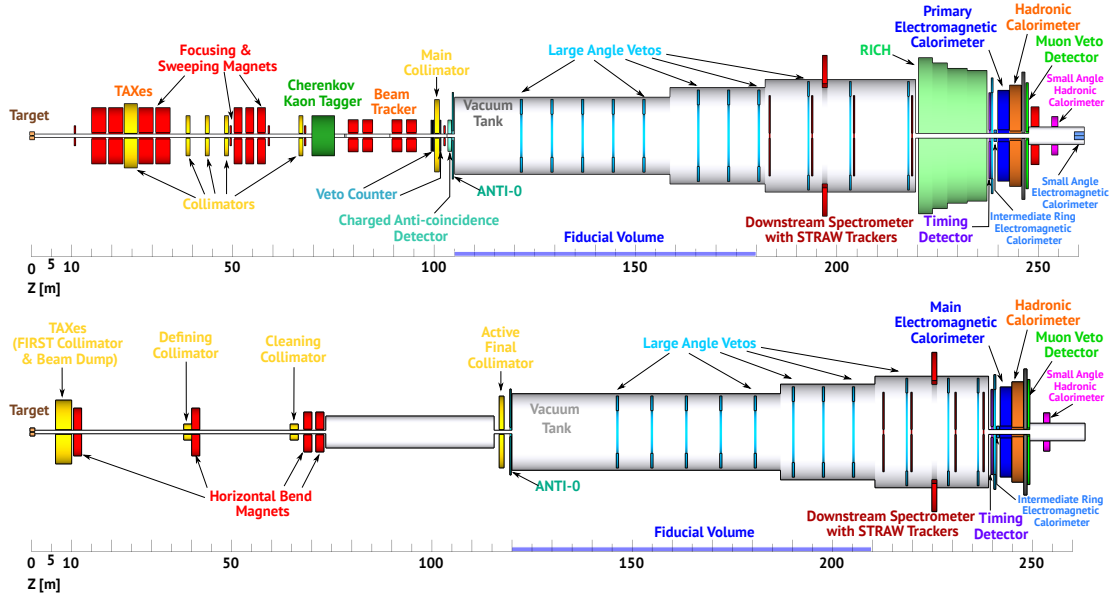 Primary
Electromagnetic
Calorimeter
Hadronic
Calorimeter
Focusing &
Sweeping Magnets
Main
Collimator
Large Angle Vetos
RICH
Muon Veto
Detector
TAXes
Cherenkov
Kaon Tagger
Beam
Tracker
Small Angle
Hadronic
Calorimeter
Target
Vacuum
Tank
Collimators
Veto Counter
ANTI-0
Charged Anti-coincidence
Detector
Fiducial Volume
Downstream Spectrometer
with STRAW Trackers
Timing
Detector
Small Angle
Electromagnetic
Calorimeter
Intermediate Ring
Electromagnetic
Calorimeter
0 5 10 50 100 150 200 250
Z [m]
TAXes
(FIRST Collimator
& Beam Dump)
Defining
Collimator
Cleaning
Collimator
Active
Final
Collimator
Large Angle Vetos
Main
Electromagnetic
Calorimeter
Hadronic
Calorimeter
Muon Veto
Detector
Small Angle
Hadronic
Calorimeter
Target
Vacuum
Tank
Horizontal Bend
Magnets
ANTI-0
Fiducial Volume
Downstream Spectrometer
with STRAW Trackers
Timing
Detector
Intermediate Ring
Electromagnetic
Calorimeter
0 5 10 50 100 150 200 250
Z [m]